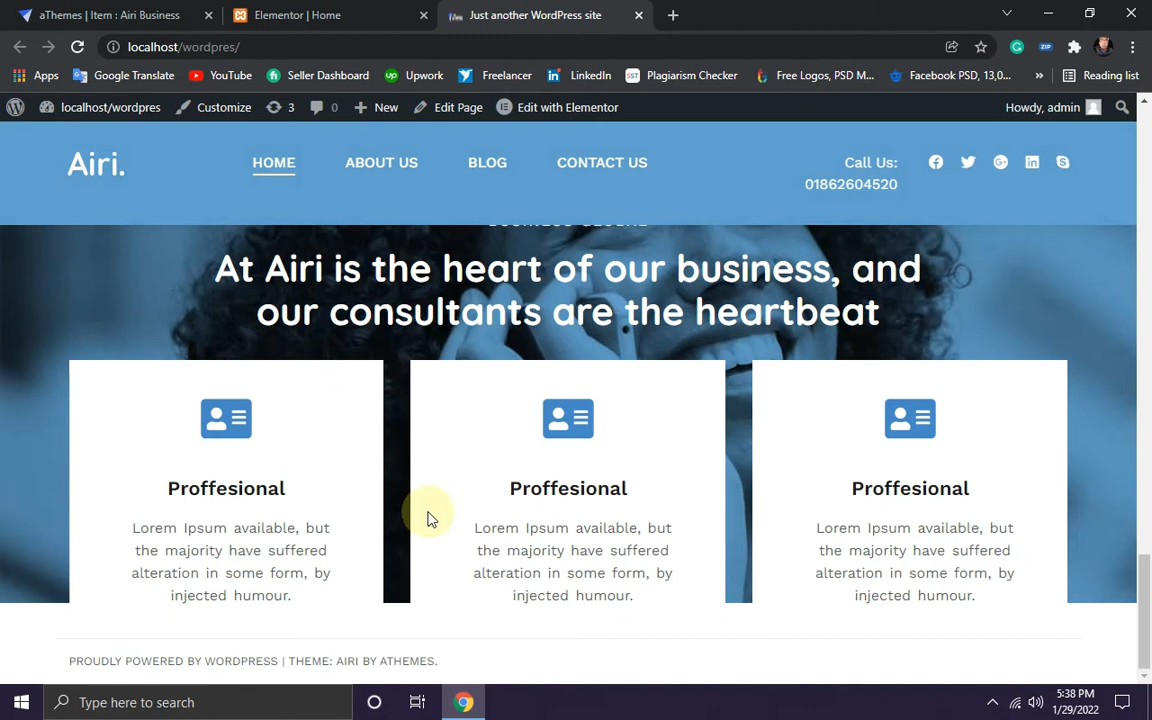 aThemes | Item : Airi Business
Elementor | Home
Just another WordPress site
localhost/wordpres/
Apps
Google Translate
YouTube
Seller Dashboard
Upwork
Freelancer
LinkedIn
SST
Plagiarism Checker
Free Logos, PSD M...
Facebook PSD, 13,0...
Reading list
localhost/wordpres
Customize
3
0
New
Edit Page
Edit with Elementor
Howdy, admin
Airi.
HOME
ABOUT US
BLOG
CONTACT US
Call Us:
01862604520
At Airi is the heart of our business, and
our consultants are the heartbeat
Proffesional
Lorem Ipsum available, but
the majority have suffered
alteration in some form, by
injected humour.
Proffesional
Lorem Ipsum available, but
the majority have suffered
alteration in some form, by
injected humour.
Proffesional
Lorem Ipsum available, but
the majority have suffered
alteration in some form, by
injected humour.
PROUDLY POWERED BY WORDPRESS | THEME: AIRI BY ATHEMES.
Type here to search
5:38 PM
1/29/2022